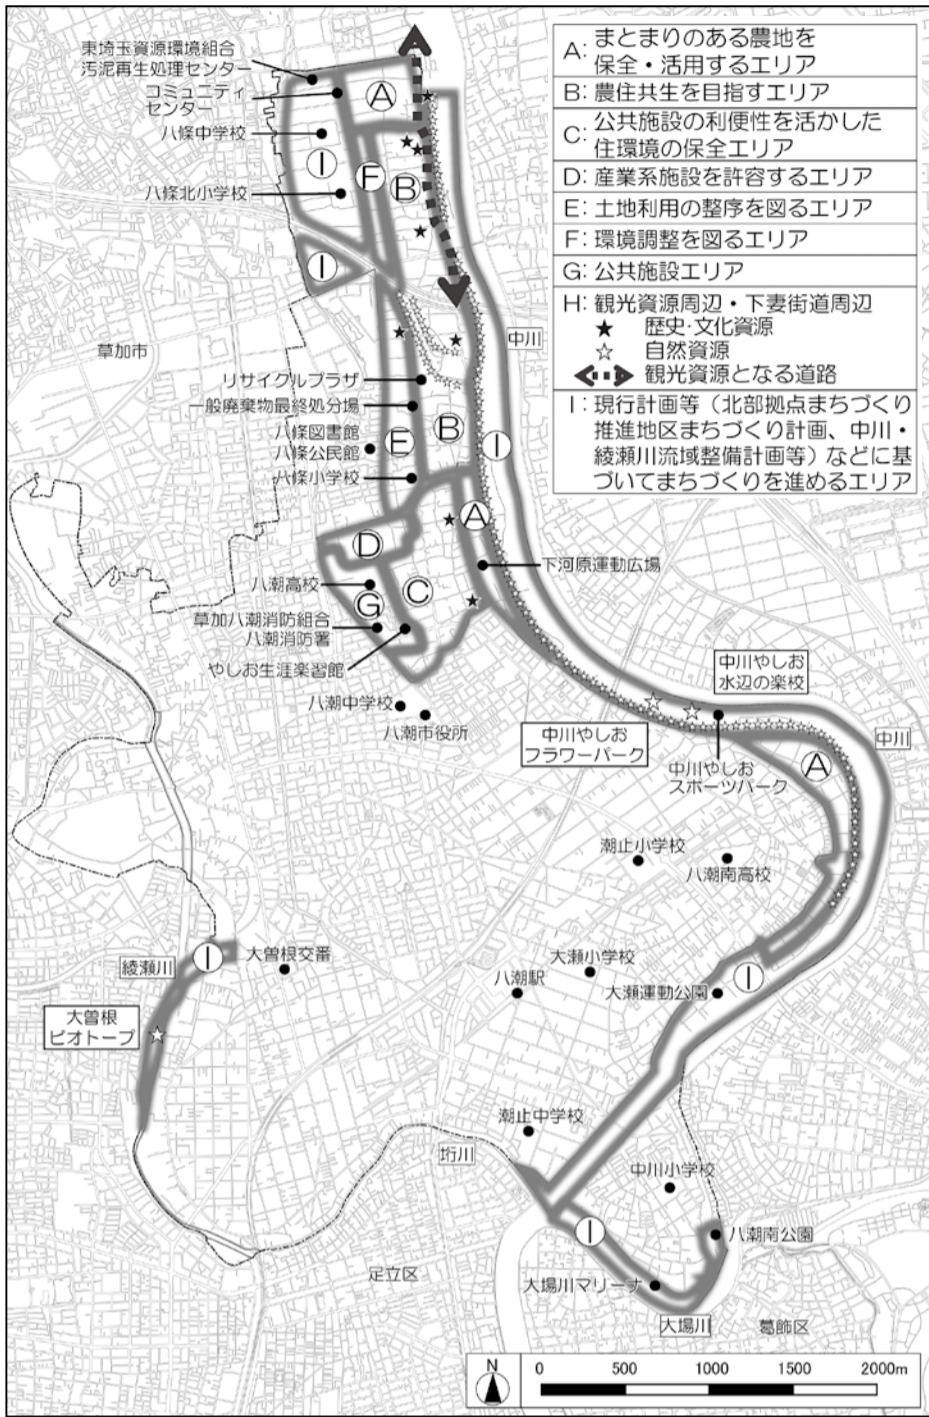 東埼玉資源環境組合
汚泥再生処理センター
コミュニティ
センター
八條中学校
八條北小学校
A
I
F
B
I
草加市
中川
リサイクルプラザ
一般廃棄物最終処分場
八條図書館
八條公民館
八條小学校
E
B
I
A
D
八潮高校
G
C
草加八潮消防組合
八潮消防署
やしお生涯楽習館
下河原運動広場
八潮中学校
八潮市役所
中川やしお
フラワーパーク
中川やしお
水辺の楽校
中川やしお
スポーツパーク
中川
A
潮止小学校
八潮南高校
綾瀬川
I
大曽根交番
大曽根
ビオトープ
八潮駅
大瀬小学校
大瀬運動公園
I
潮止中学校
垳川
中川小学校
I
八潮南公園
大場川マリーナ
大場川
足立区
葛飾区
A:まとまりのある農地を
保全・活用するエリア
B:農住共生を目指すエリア
C:公共施設の利便性を活かした
住環境の保全エリア
D:産業系施設を許容するエリア
E:土地利用の整序を図るエリア
F:環境調整を図るエリア
G:公共施設エリア
H:観光資源周辺・下妻街道周辺
★ 歴史・文化資源
☆ 自然資源
観光資源となる道路
I:現行計画等(北部拠点まちづくり
推進地区まちづくり計画、中川・
綾瀬川流域整備計画等)などに基
づいてまちづくりを進めるエリア
N
0 500 1000 1500 2000m